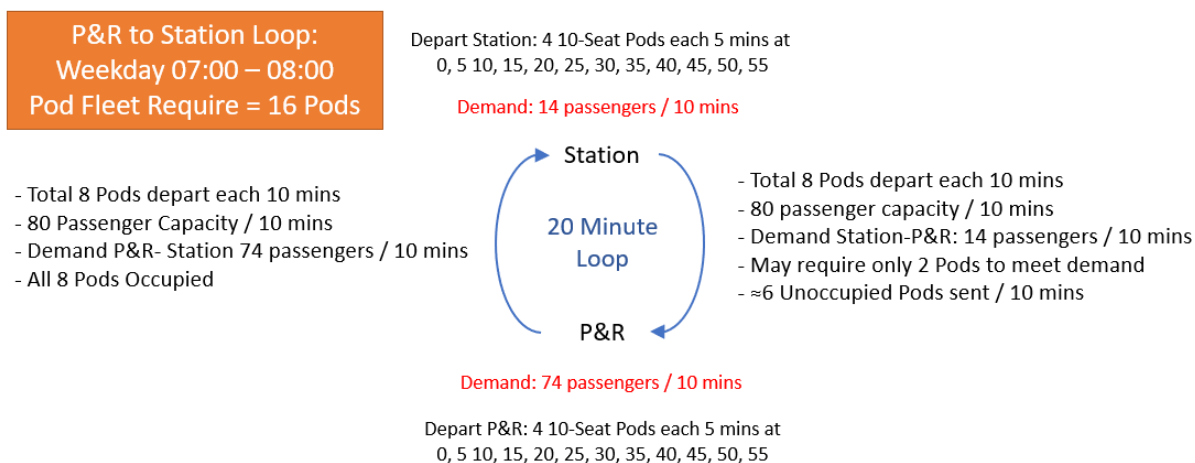 P&R to Station Loop:
Weekday 07:00 – 08:00
Pod Fleet Require = 16 Pods
Depart Station: 4 10-Seat Pods each 5 mins at
0, 5 10, 15, 20, 25, 30, 35, 40, 45, 50, 55
Demand: 14 passengers / 10 mins
Station
- Total 8 Pods depart each 10 mins
- 80 Passenger Capacity / 10 mins
- Demand P&R- Station 74 passengers / 10 mins
- All 8 Pods Occupied
20 Minute
Loop
- Total 8 Pods depart each 10 mins
- 80 passenger capacity / 10 mins
- Demand Station-P&R: 14 passengers / 10 mins
- May require only 2 Pods to meet demand
- ≈6 Unoccupied Pods sent / 10 mins
P&R
Demand: 74 passengers / 10 mins
Depart P&R: 4 10-Seat Pods each 5 mins at
0, 5 10, 15, 20, 25, 30, 35, 40, 45, 50, 55